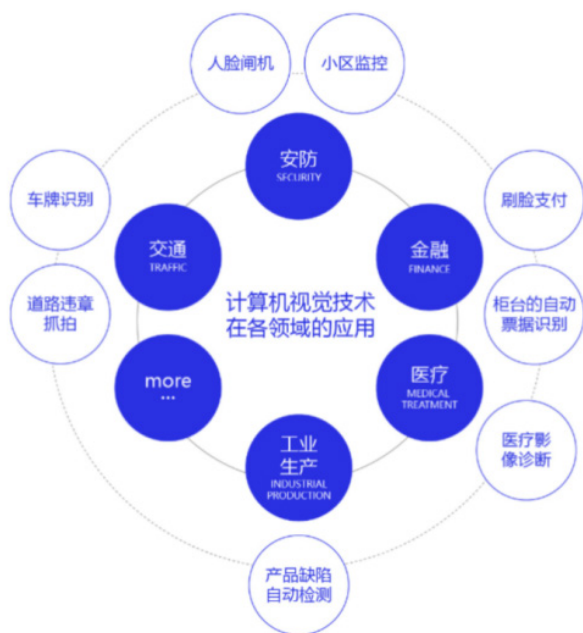 人脸闸机
小区监控
安防
SECURITY
车牌识别
刷脸支付
交通
TRAFFIC
金融
FINANCE
道路违章
抓拍
计算机视觉技术
在各领域的应用
柜台的自动
票据识别
more
...
医疗
MEDICAL
TREATMENT
医疗影
像诊断
工业
生产
INDUSTRIAL
PRODUCTION
产品缺陷
自动检测